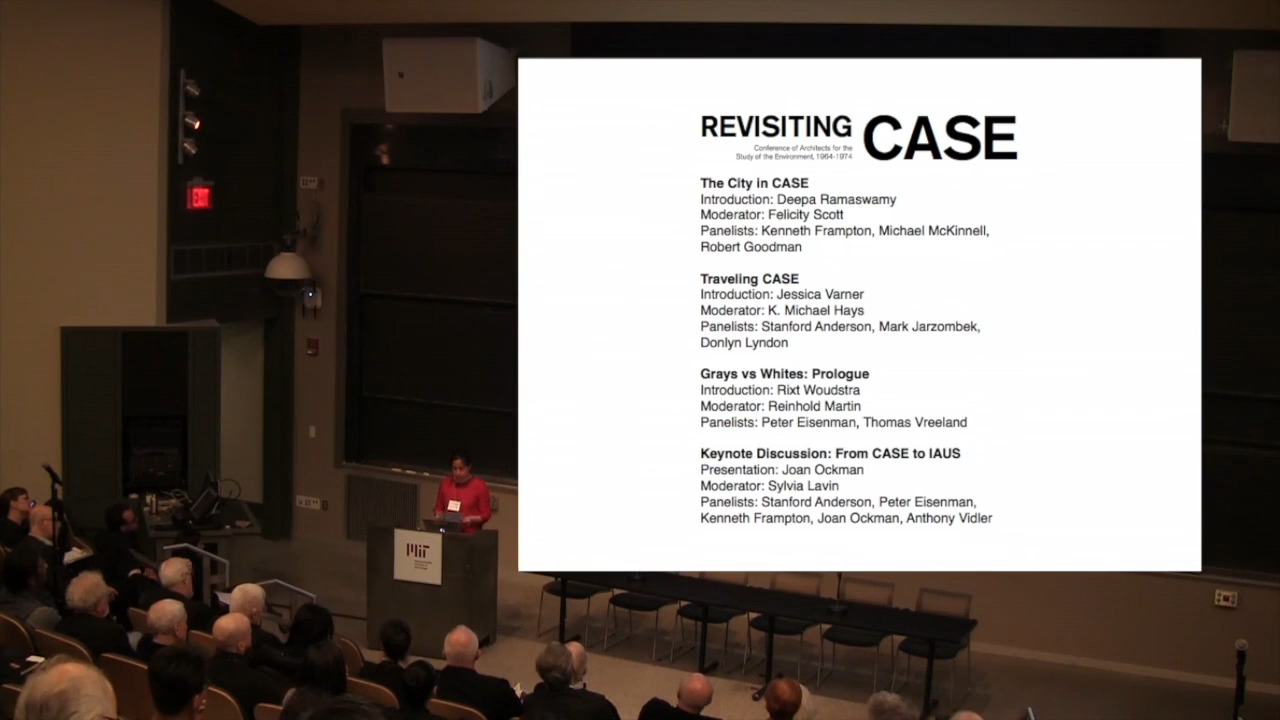 REVISITING CASE
Conference of Architects for the
Study of the Environment, 1964-1974
The City in CASE
Introduction: Deepa Ramaswamy
Moderator: Felicity Scott
Panelists: Kenneth Frampton, Michael McKinnell,
Robert Goodman
Traveling CASE
Introduction: Jessica Varner
Moderator: K. Michael Hays
Panelists: Stanford Anderson, Mark Jarzombek,
Donlyn Lyndon
Grays vs Whites: Prologue
Introduction: Rixt Woudstra
Moderator: Reinhold Martin
Panelists: Peter Eisenman, Thomas Vreeland
Keynote Discussion: From CASE to IAUS
Presentation: Joan Ockman
Moderator: Sylvia Lavin
Panelists: Stanford Anderson, Peter Eisenman,
Kenneth Frampton, Joan Ockman, Anthony Vidler
MIT